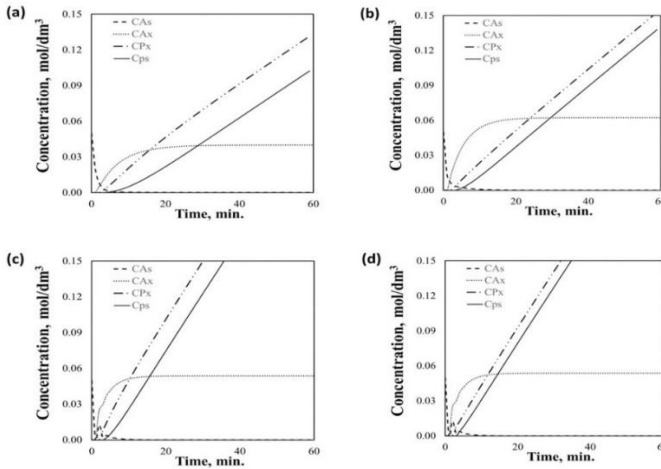 (a)
Concentration, mol/dm³
0.15
0.12
0.09
0.06
0.03
0.00
CAs
CAx
CPx
Cps
0 20 40 60
Time, min.
(b)
Concentration, mol/dm³
0.15
0.12
0.09
0.06
0.03
0.00
CAs
CAx
CPx
Cps
0 20 40 60
Time, min.
(c)
Concentration, mol/dm³
0.15
0.12
0.09
0.06
0.03
0.00
CAs
CAx
CPx
Cps
0 20 40 60
Time, min.
(d)
Concentration, mol/dm³
0.15
0.12
0.09
0.06
0.03
0.00
CAs
CAx
CPx
Cps
0 20 40 60
Time, min.